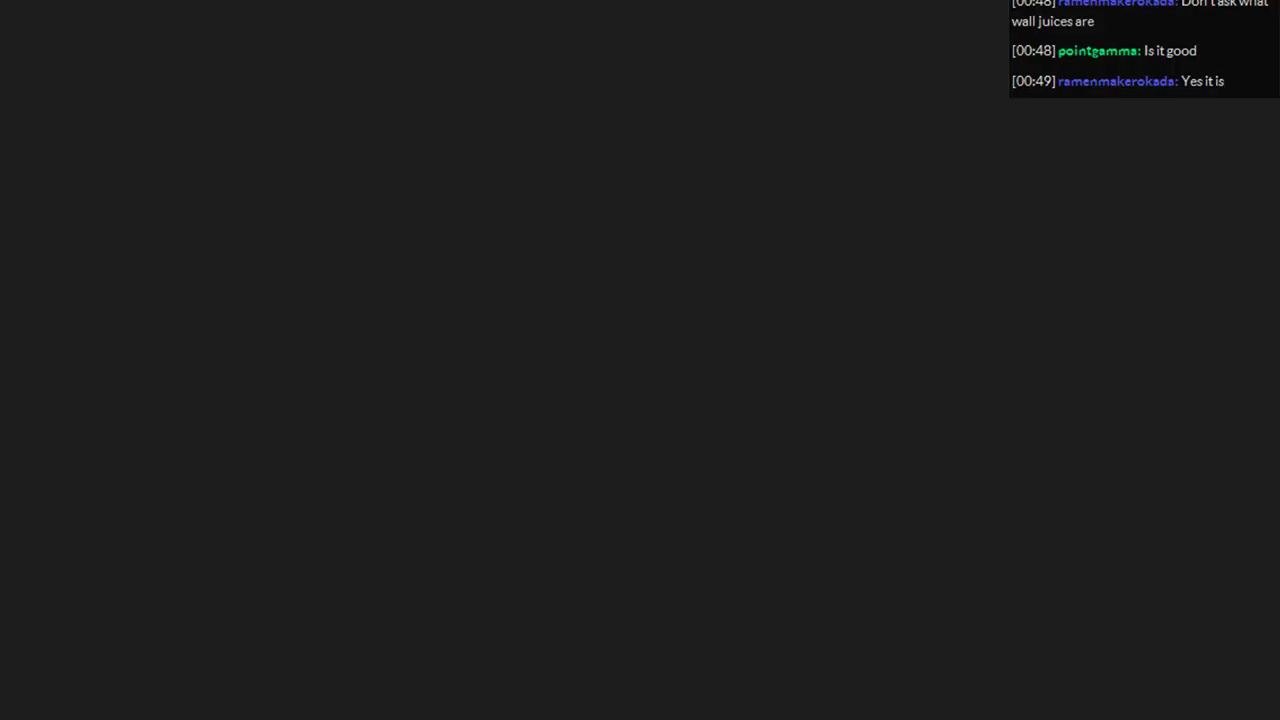 [00:48] ramenmakerokada: Don't ask what
wall juices are
[00:48] pointgamma: Is it good
[00:49] ramenmakerokada: Yes it is